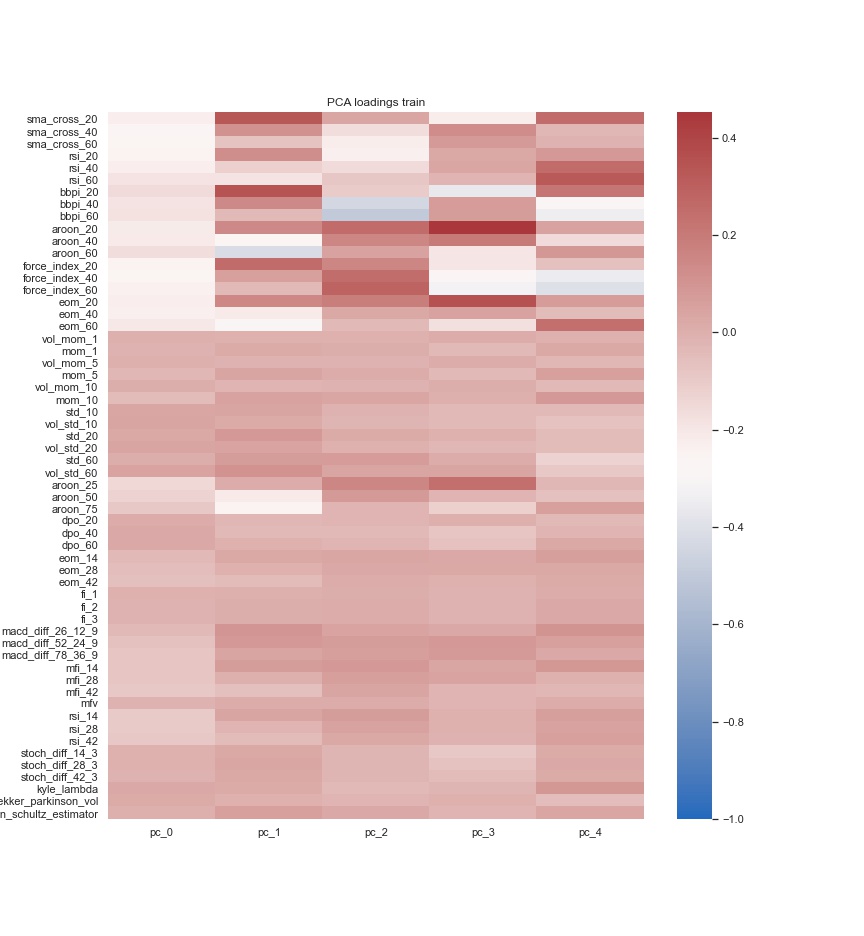 PCA loadings train
sma_cross_20
sma_cross_40
sma_cross_60
rsi_20
rsi_40
rsi_60
bbpi_20
bbpi_40
bbpi_60
aroon_20
aroon_40
aroon_60
force_index_20
force_index_40
force_index_60
eom_20
eom_40
eom_60
vol_mom_1
mom_1
vol_mom_5
mom_5
vol_mom_10
mom_10
std_10
vol_std_10
std_20
vol_std_20
std_60
vol_std_60
aroon_25
aroon_50
aroon_75
dpo_20
dpo_40
dpo_60
eom_14
eom_28
eom_42
fi_1
fi_2
fi_3
macd_diff_26_12_9
macd_diff_52_24_9
macd_diff_78_36_9
mfi_14
mfi_28
mfi_42
mfv
rsi_14
rsi_28
rsi_42
stoch_diff_14_3
stoch_diff_28_3
stoch_diff_42_3
kyle_lambda
ekker_parkinson_vol
n_schultz_estimator
pc_0 pc_1 pc_2 pc_3 pc_4
0.4
0.2
0.0
−0.2
−0.4
−0.6
−0.8
−1.0